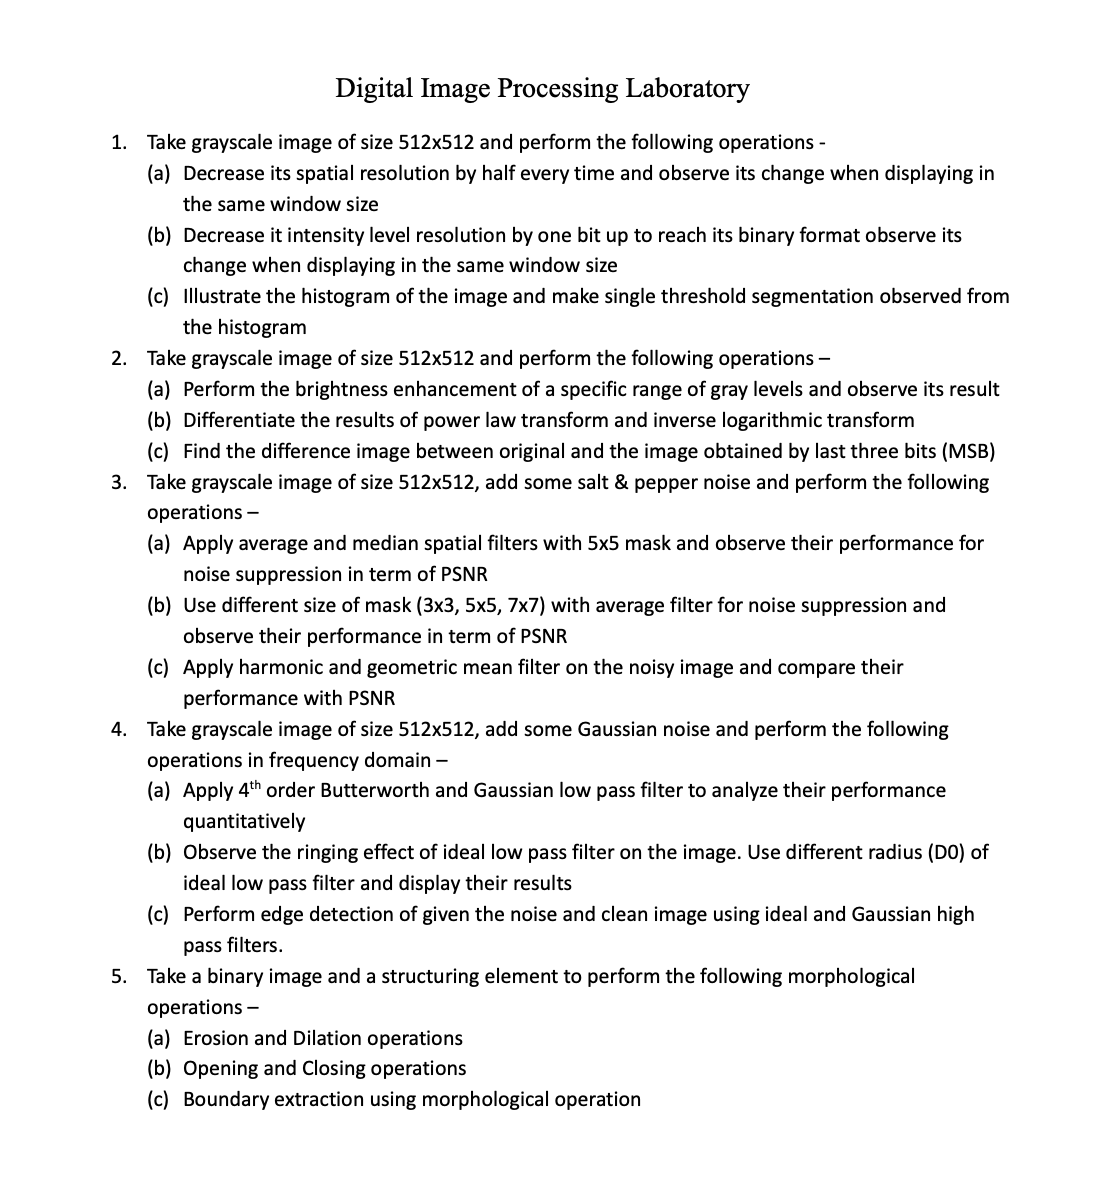 Digital Image Processing Laboratory
1. Take grayscale image of size 512x512 and perform the following operations -
(a) Decrease its spatial resolution by half every time and observe its change when displaying in
the same window size
(b) Decrease it intensity level resolution by one bit up to reach its binary format observe its
change when displaying in the same window size
(c) Illustrate the histogram of the image and make single threshold segmentation observed from
the histogram
2. Take grayscale image of size 512x512 and perform the following operations –
(a) Perform the brightness enhancement of a specific range of gray levels and observe its result
(b) Differentiate the results of power law transform and inverse logarithmic transform
(c) Find the difference image between original and the image obtained by last three bits (MSB)
3. Take grayscale image of size 512x512, add some salt & pepper noise and perform the following
operations –
(a) Apply average and median spatial filters with 5x5 mask and observe their performance for
noise suppression in term of PSNR
(b) Use different size of mask (3x3, 5x5, 7x7) with average filter for noise suppression and
observe their performance in term of PSNR
(c) Apply harmonic and geometric mean filter on the noisy image and compare their
performance with PSNR
4. Take grayscale image of size 512x512, add some Gaussian noise and perform the following
operations in frequency domain –
(a) Apply 4th order Butterworth and Gaussian low pass filter to analyze their performance
quantitatively
(b) Observe the ringing effect of ideal low pass filter on the image. Use different radius (D0) of
ideal low pass filter and display their results
(c) Perform edge detection of given the noise and clean image using ideal and Gaussian high
pass filters.
5. Take a binary image and a structuring element to perform the following morphological
operations –
(a) Erosion and Dilation operations
(b) Opening and Closing operations
(c) Boundary extraction using morphological operation